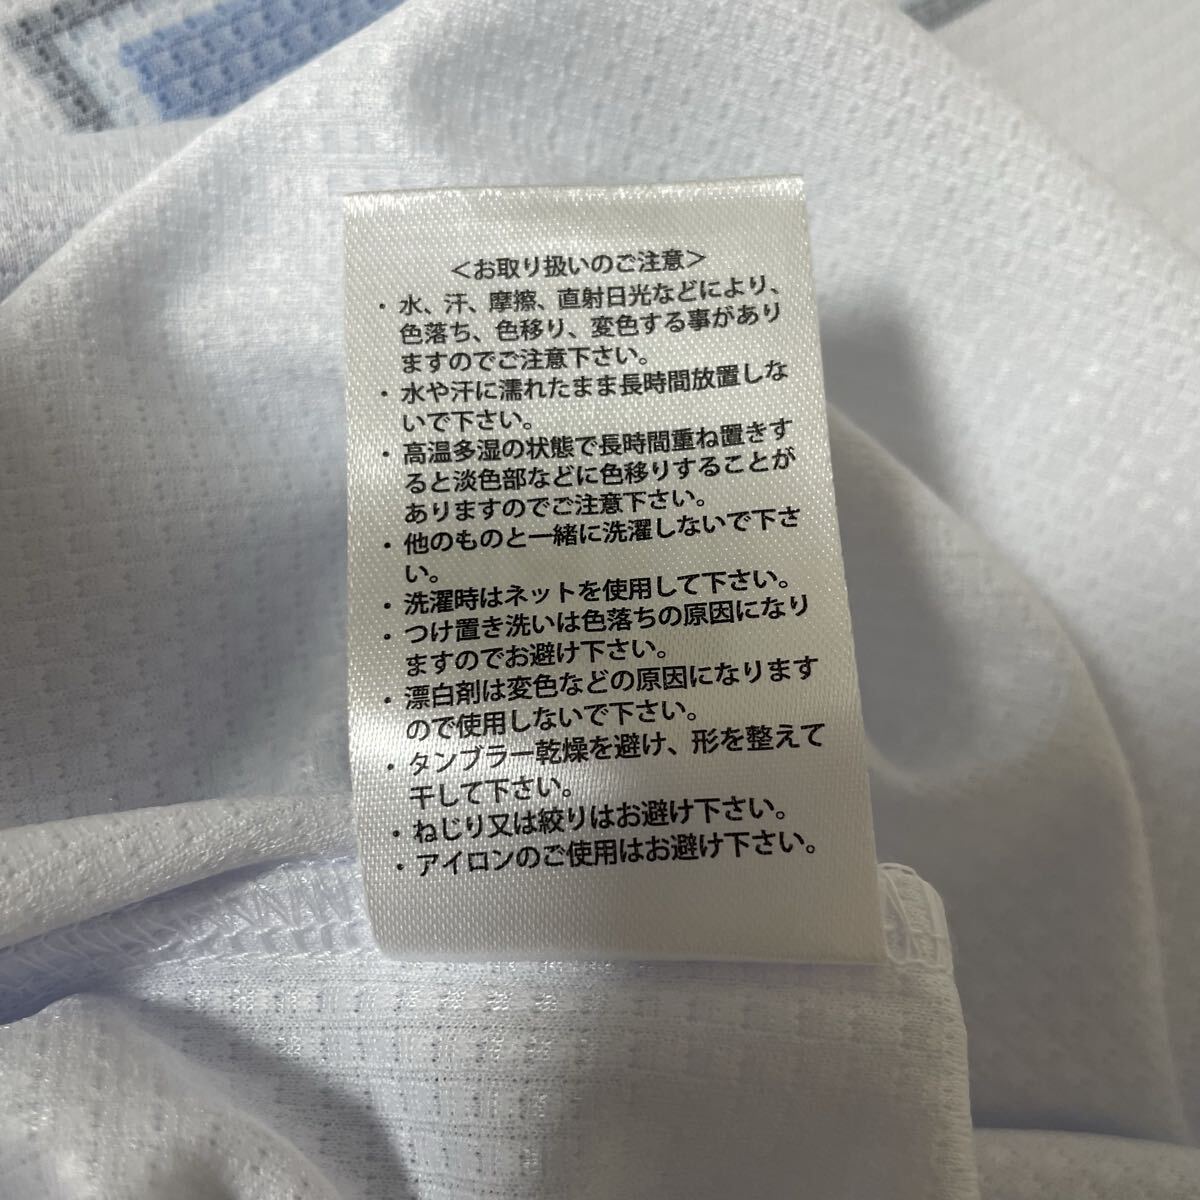 ＜お取り扱いのご注意＞
・水、汗、摩擦、直射日光などにより、
色落ち、色移り、変色する事があり
ますのでご注意下さい。
・水や汗に濡れたまま長時間放置しな
いで下さい。
・高温多湿の状態で長時間重ね置きす
ると淡色部などに色移りすることが
ありますのでご注意下さい。
・他のものと一緒に洗濯しないで下さ
い。
・洗濯時はネットを使用して下さい。
・つけ置き洗いは色落ちの原因になり
ますのでお避け下さい。
・漂白剤は変色などの原因になります
ので使用しないで下さい。
・タンブラー乾燥を避け、形を整えて
干して下さい。
・ねじり又は絞りはお避け下さい。
・アイロンのご使用はお避け下さい。